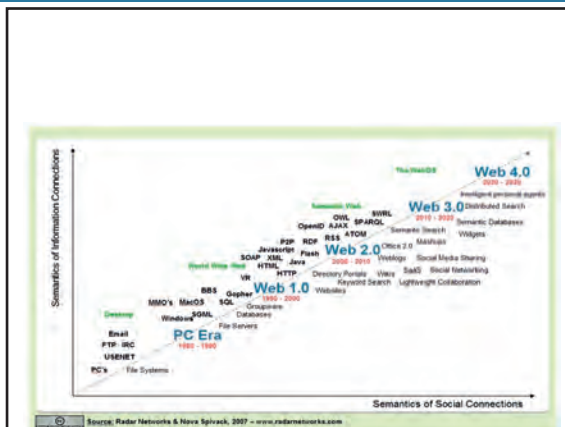 The WebOS
Web 4.0
2020 - 2030
Intelligent personal agents
Web 3.0
2010 - 2020
Distributed Search
Semantic Web
SWRL
OWL
SPARQL
OpenID AJAX
Semantic Databases
ATOM
Semantic Search
Widgets
P2P RDF RSS
Mashups
Office 2.0
Javascript Flash
Web 2.0
2000 - 2010
SOAP XML Java
Weblogs Social Media Sharing
World Wide Web
HTML
SaaS Social Networking
HTTP
Directory Portals Wikis
VR
Keyword Search Lightweight Collaboration
BBS Gopher
Web 1.0
1990 - 2000
Websites
MMO's MacOS SQL
Groupware
Desktop
SGML Databases
Windows
File Servers
Email
PC Era
1980 - 1990
FTP IRC
USENET
PC's File Systems
Semantics of Information Connections
Semantics of Social Connections
cc Source: Radar Networks & Nova Spivack, 2007 – www.radarnetworks.com